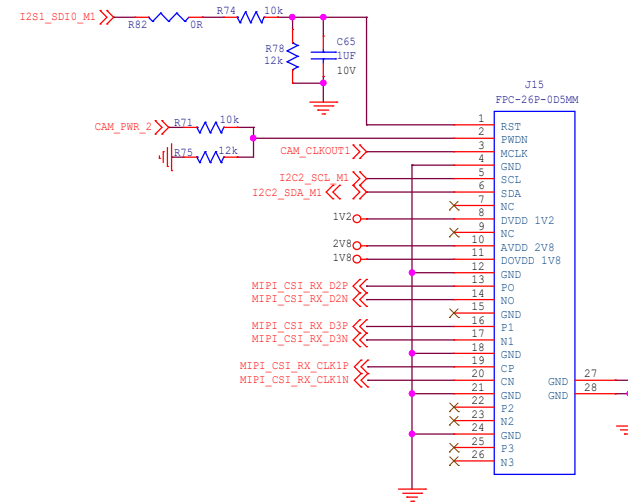 I2S1_SDI0_M1
R82
0R
R74
10k
R78
12k
C65
1UF
10V
J15
FPC-26P-0D5MM
CAM_PWR_2
R71
10k
R75
12k
CAM_CLKOUT1
I2C2_SCL_M1
I2C2_SDA_M1
1V2
2V8
1V8
MIPI_CSI_RX_D2P
MIPI_CSI_RX_D2N
MIPI_CSI_RX_D3P
MIPI_CSI_RX_D3N
MIPI_CSI_RX_CLK1P
MIPI_CSI_RX_CLK1N
1 RST
2 PWDN
3 MCLK
4 GND
5 SCL
6 SDA
7 NC
8 DVDD 1V2
9 NC
10 AVDD 2V8
11 DOVDD 1V8
12 GND
13 PO
14 NO
15 GND
16 P1
17 N1
18 GND
19 CP
20 CN
21 GND
22 P2
23 N2
24 GND
25 P3
26 N3
GND 27
GND 28